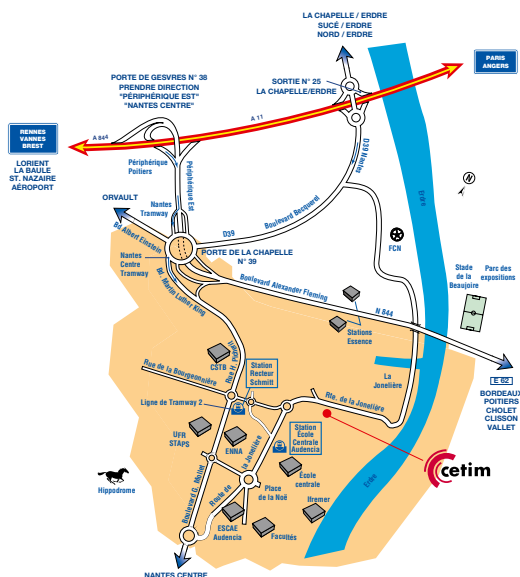 LA CHAPELLE / ERDRE
SUCÉ / ERDRE
NORD / ERDRE
PARIS
ANGERS
PORTE DE GESVRES N° 38
PRENDRE DIRECTION
"PÉRIPHÉRIQUE EST"
"NANTES CENTRE"
SORTIE N° 25
LA CHAPELLE/ERDRE
A 11
A 844
RENNES
VANNES
BREST
LORIENT
LA BAULE
ST. NAZAIRE
AÉROPORT
Périphérique
Poitiers
Périphérique Est
D39 Nantes
Erdre
N
ORVAULT
Nantes
Tramway
Bd Albert Einstein
D39
Boulevard Becquerel
FCN
PORTE DE LA CHAPELLE
N° 39
Nantes
Centre
Tramway
Bd. Martin Luther King
Boulevard Alexander Fleming
N 844
Stade
de la
Beaujoire
Parc des
expositions
Stations
Essence
CSTB
Rue H. Picherit
Station
Recteur
Schmitt
Rue de la Bourgeonnière
La
Jonelière
E 62
BORDEAUX
POITIERS
CHOLET
CLISSON
VALLET
Ligne de Tramway 2
Rte. de la Jonelière
UFR
STAPS
ENNA
Station
École
Centrale
Audencia
cetim
Hippodrome
Boulevard G. Mollet
Route de
la Jonelière
Place
de la Noë
École
centrale
Ifremer
Erdre
ESCAE
Audencia
Facultés
NANTES CENTRE